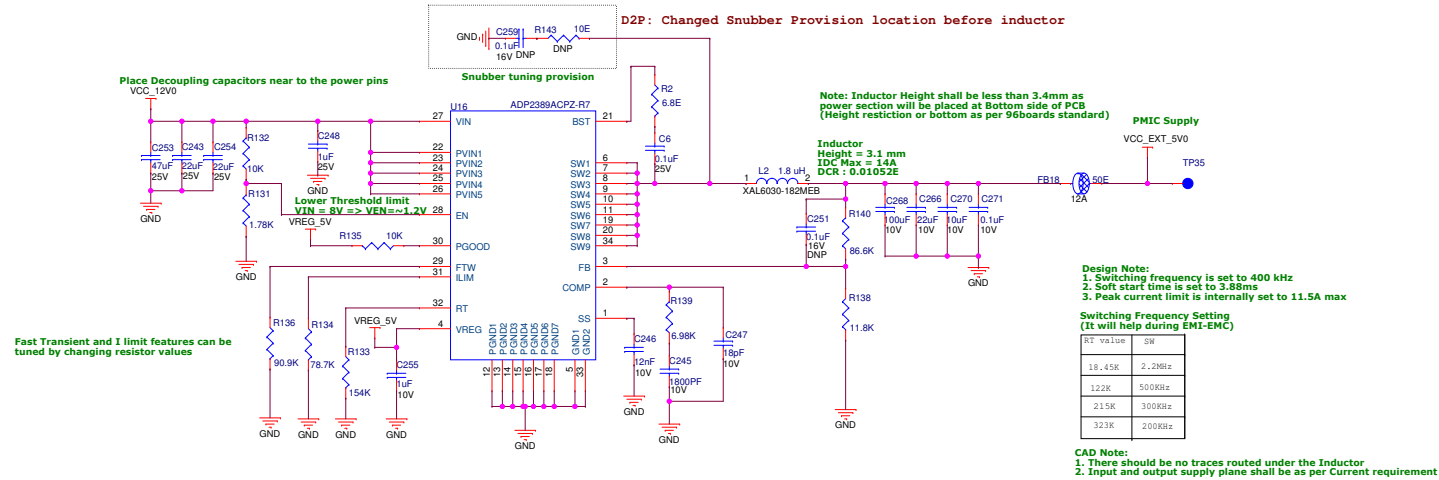 D2P: Changed Snubber Provision location before inductor
C259
R143
10E
GND
0.1uF
16V
DNP
DNP
Snubber tuning provision
Place Decoupling capacitors near to the power pins
VCC_12V0
U16
ADP2389ACPZ-R7
R2
6.8E
C6
0.1uF
25V
Note: Inductor Height shall be less than 3.4mm as
power section will be placed at Bottom side of PCB
(Height restiction or bottom as per 96boards standard)
PMIC Supply
VCC_EXT_5V0
TP35
Inductor
Height = 3.1 mm
IDC Max = 14A
DCR : 0.01052E
C253
47uF
25V
C243
22uF
25V
C254
22uF
25V
R132
10K
C248
1uF
25V
GND
GND
R131
1.78K
GND
Lower Threshold limit
VIN = 8V => VEN=~1.2V
VREG_5V
R135
10K
27
VIN
22
PVIN1
23
PVIN2
24
PVIN3
25
PVIN4
26
PVIN5
28
EN
30
PGOOD
29
FTW
31
ILIM
32
RT
4
VREG
21
BST
6
SW1
7
SW2
8
SW3
9
SW4
10
SW5
11
SW6
19
SW7
20
SW8
34
SW9
3
FB
2
COMP
1
SS
PGND1
PGND2
PGND3
PGND4
PGND5
PGND6
PGND7
GND1
GND2
12
13
14
15
16
17
18
5
33
GND
1
L2
1.8 uH
2
XAL6030-182MEB
FB18
50E
12A
C251
0.1uF
16V
DNP
R140
86.6K
C268
100uF
10V
C266
22uF
10V
C270
10uF
10V
C271
0.1uF
10V
GND
R138
11.8K
GND
R139
6.98K
C245
1800PF
10V
GND
C247
18pF
10V
C246
12nF
10V
GND
Fast Transient and I limit features can be
tuned by changing resistor values
R136
90.9K
GND
R134
78.7K
GND
R133
154K
GND
VREG_5V
C255
1uF
10V
GND
Design Note:
1. Switching frequency is set to 400 kHz
2. Soft start time is set to 3.88ms
3. Peak current limit is internally set to 11.5A max
Switching Frequency Setting
(It will help during EMI-EMC)
RT value SW
18.45K 2.2MHz
122K 500KHz
215K 300KHz
323K 200KHz
CAD Note:
1. There should be no traces routed under the Inductor
2. Input and output supply plane shall be as per Current requirement